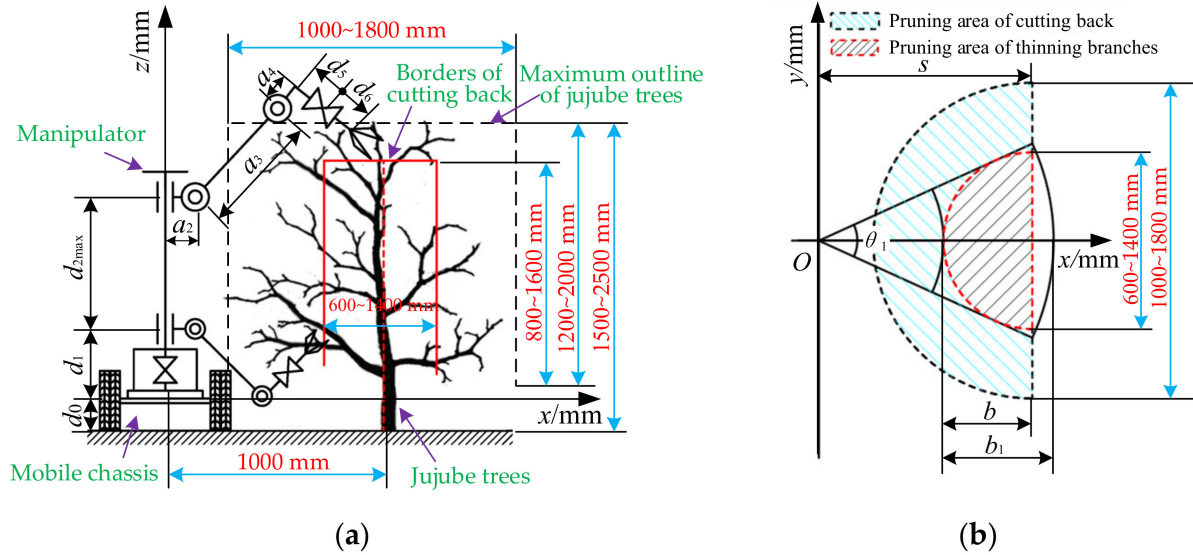 (a)
z/mm
1000~1800 mm
a4
d5
d6
Borders of
cutting back
Maximum outline
of jujube trees
Manipulator
a3
a2
d2max
d1
d0
600~1400 mm
800~1600 mm
1200~2000 mm
1500~2500 mm
x/mm
Mobile chassis
1000 mm
Jujube trees
(b)
y/mm
Pruning area of cutting back
Pruning area of thinning branches
s
O
θ1
x/mm
600~1400 mm
1000~1800 mm
b
b1